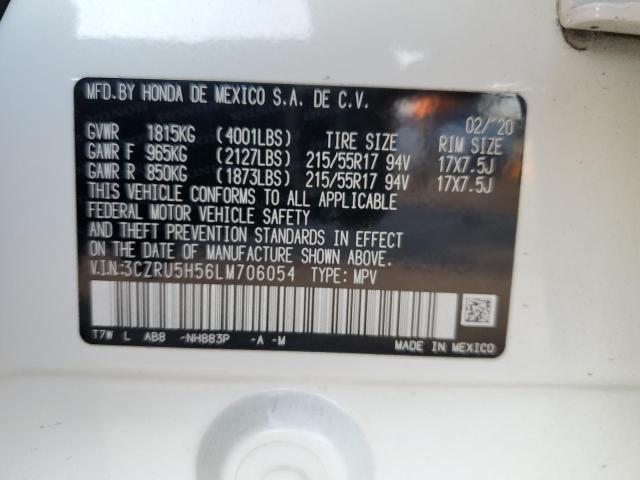 MFD.BY HONDA DE MEXICO S.A. DE C.V.
02/'20
GVWR 1815KG (4001LBS) TIRE SIZE RIM SIZE
GAWR F 965KG (2127LBS) 215/55R17 94V 17X7.5J
GAWR R 850KG (1873LBS) 215/55R17 94V 17X7.5J
THIS VEHICLE CONFORMS TO ALL APPLICABLE
FEDERAL MOTOR VEHICLE SAFETY
AND THEFT PREVENTION STANDARDS IN EFFECT
ON THE DATE OF MANUFACTURE SHOWN ABOVE.
V.I.N.:3CZRU5H56LM706054 TYPE: MPV
T7W L AB8 -NH883P -A -M
MADE IN MEXICO